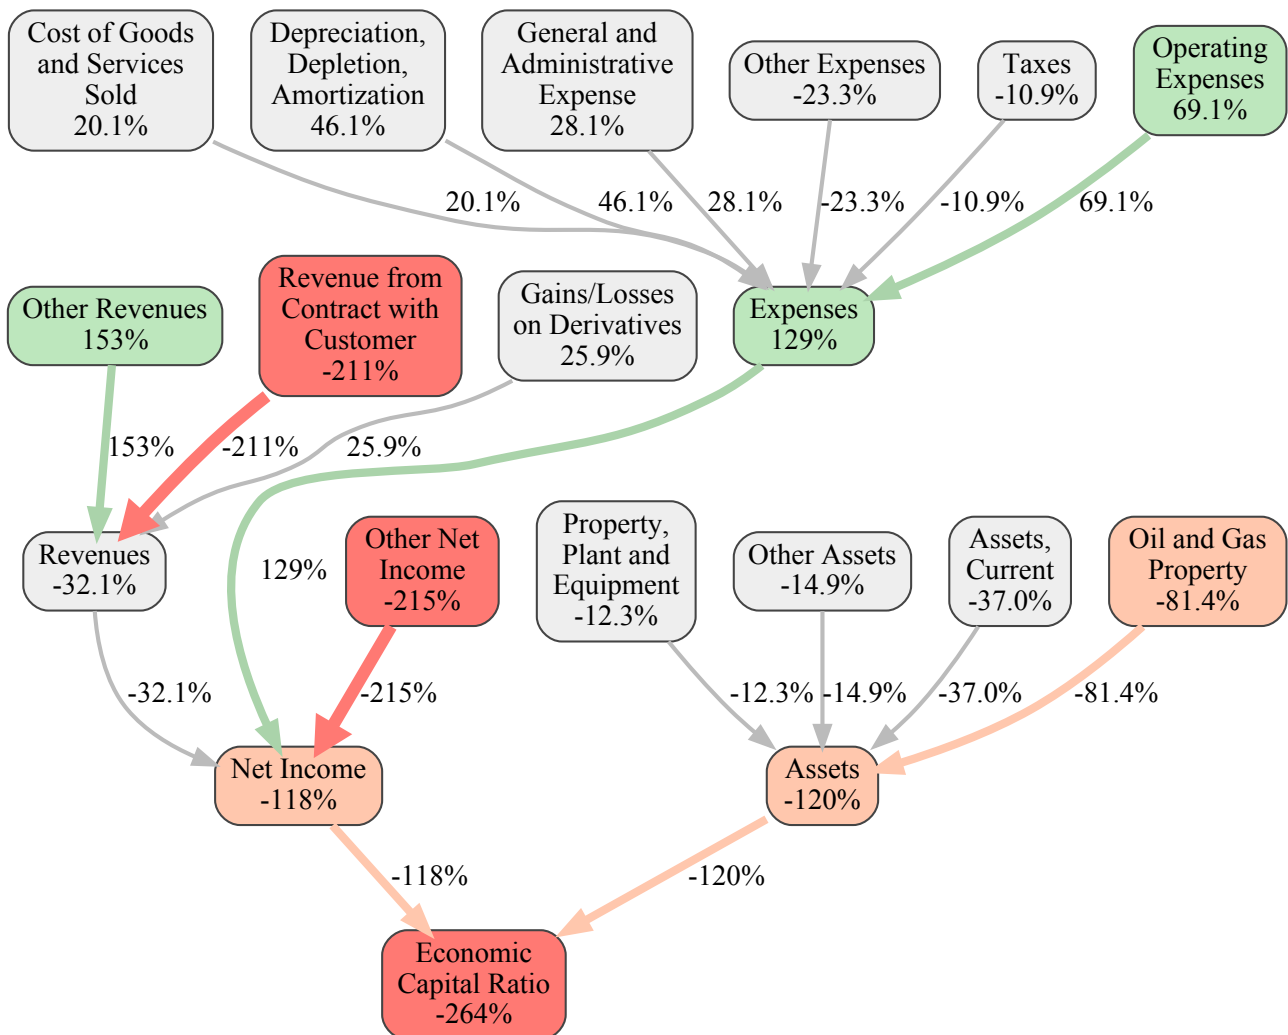 Cost of Goods
and Services
Sold
20.1%
Depreciation,
Depletion,
Amortization
46.1%
General and
Administrative
Expense
28.1%
Other Expenses
-23.3%
Taxes
-10.9%
Operating
Expenses
69.1%
20.1%
46.1%
28.1%
-23.3%
-10.9%
69.1%
Other Revenues
153%
Revenue from
Contract with
Customer
-211%
Gains/Losses
on Derivatives
25.9%
Expenses
129%
153%
-211%
25.9%
Revenues
-32.1%
129%
Other Net
Income
-215%
Property,
Plant and
Equipment
-12.3%
Other Assets
-14.9%
Assets,
Current
-37.0%
Oil and Gas
Property
-81.4%
-32.1%
-215%
-12.3%
-14.9%
-37.0%
-81.4%
Net Income
-118%
Assets
-120%
-118%
-120%
Economic
Capital Ratio
-264%